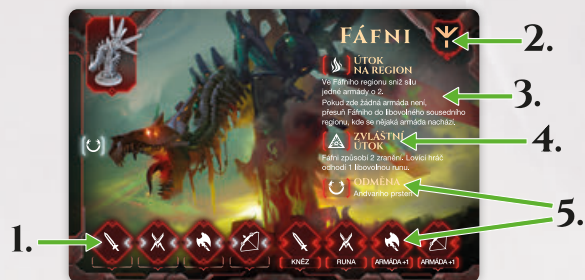 FÁFNI
2.
ÚTOK
NA REGION
Ve Fáfniho regionu sniž sílu
jedné armády o 2.
Pokud zde žádná armáda není,
přesuň Fáfniho do libovolného sousedního
regionu, kde se nějaká armáda nachází.
3.
ZVLÁŠTNÍ
ÚTOK
Fafni způsobí 2 zranění. Lovící hráč
odhodí 1 libovolnou runu.
4.
ODMĚNA
Andvariho prsten
5.
1.
KNĚZ
RUNA
ARMÁDA +1
ARMÁDA +1